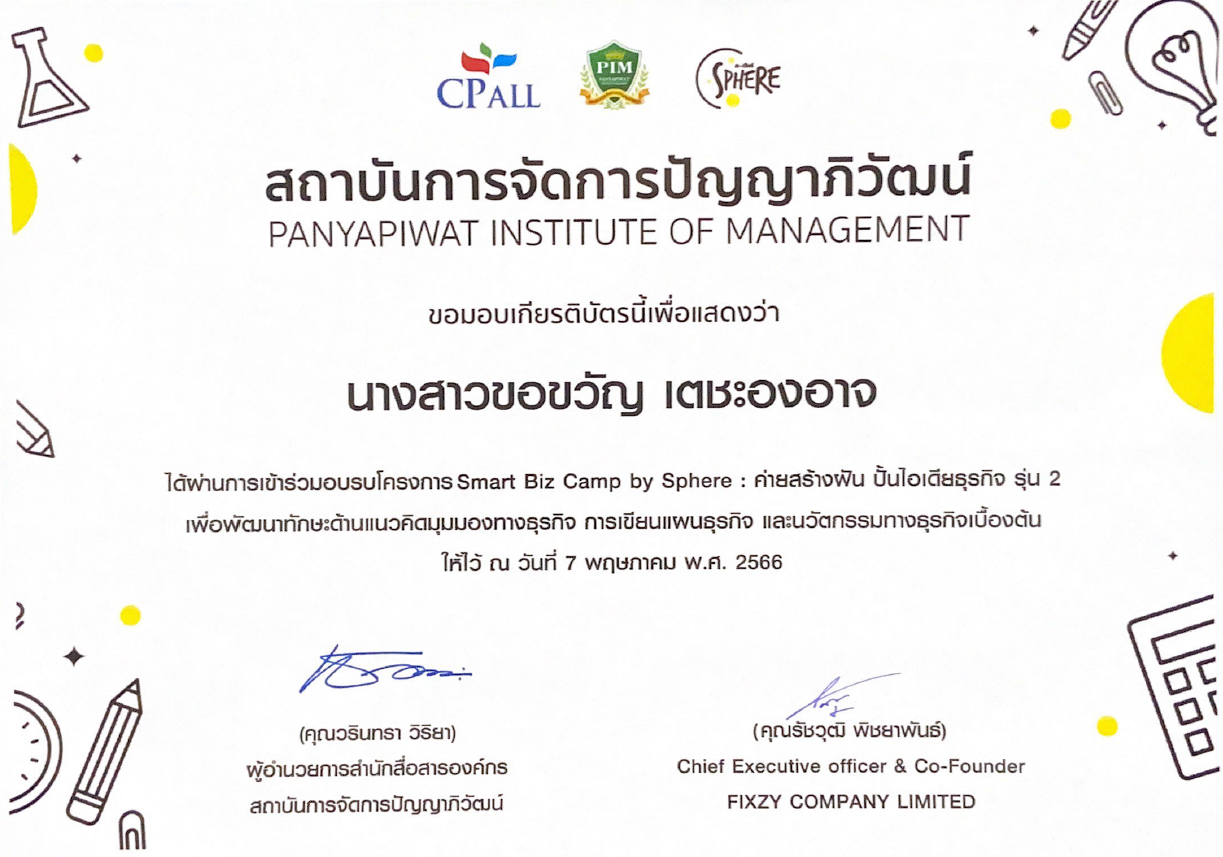 CPALL
PIM
SPHERE
สถาบันการจัดการปัญญาภิวัฒน์
PANYAPIWAT INSTITUTE OF MANAGEMENT
ขอมอบเกียรติบัตรนี้เพื่อแสดงว่า
นางสาวขอขวัญ เตชะองอาจ
ได้ผ่านการเข้าร่วมอบรบโครงการ Smart Biz Camp by Sphere : ค่ายสร้างฝัน ปั้นไอเดียธุรกิจ รุ่น 2
เพื่อพัฒนาทักษะด้านแนวคิดมุมมองทางธุรกิจ การเขียนแผนธุรกิจ และนวัตกรรมทางธุรกิจเบื้องต้น
ให้ไว้ ณ วันที่ 7 พฤษภาคม พ.ศ. 2566
(คุณวรินทรา วิริยา)
ผู้อำนวยการสำนักสื่อสารองค์กร
สถาบันการจัดการปัญญาภิวัฒน์
(คุณรัชวุฒิ พิชยาพันธ์)
Chief Executive officer & Co-Founder
FIXZY COMPANY LIMITED